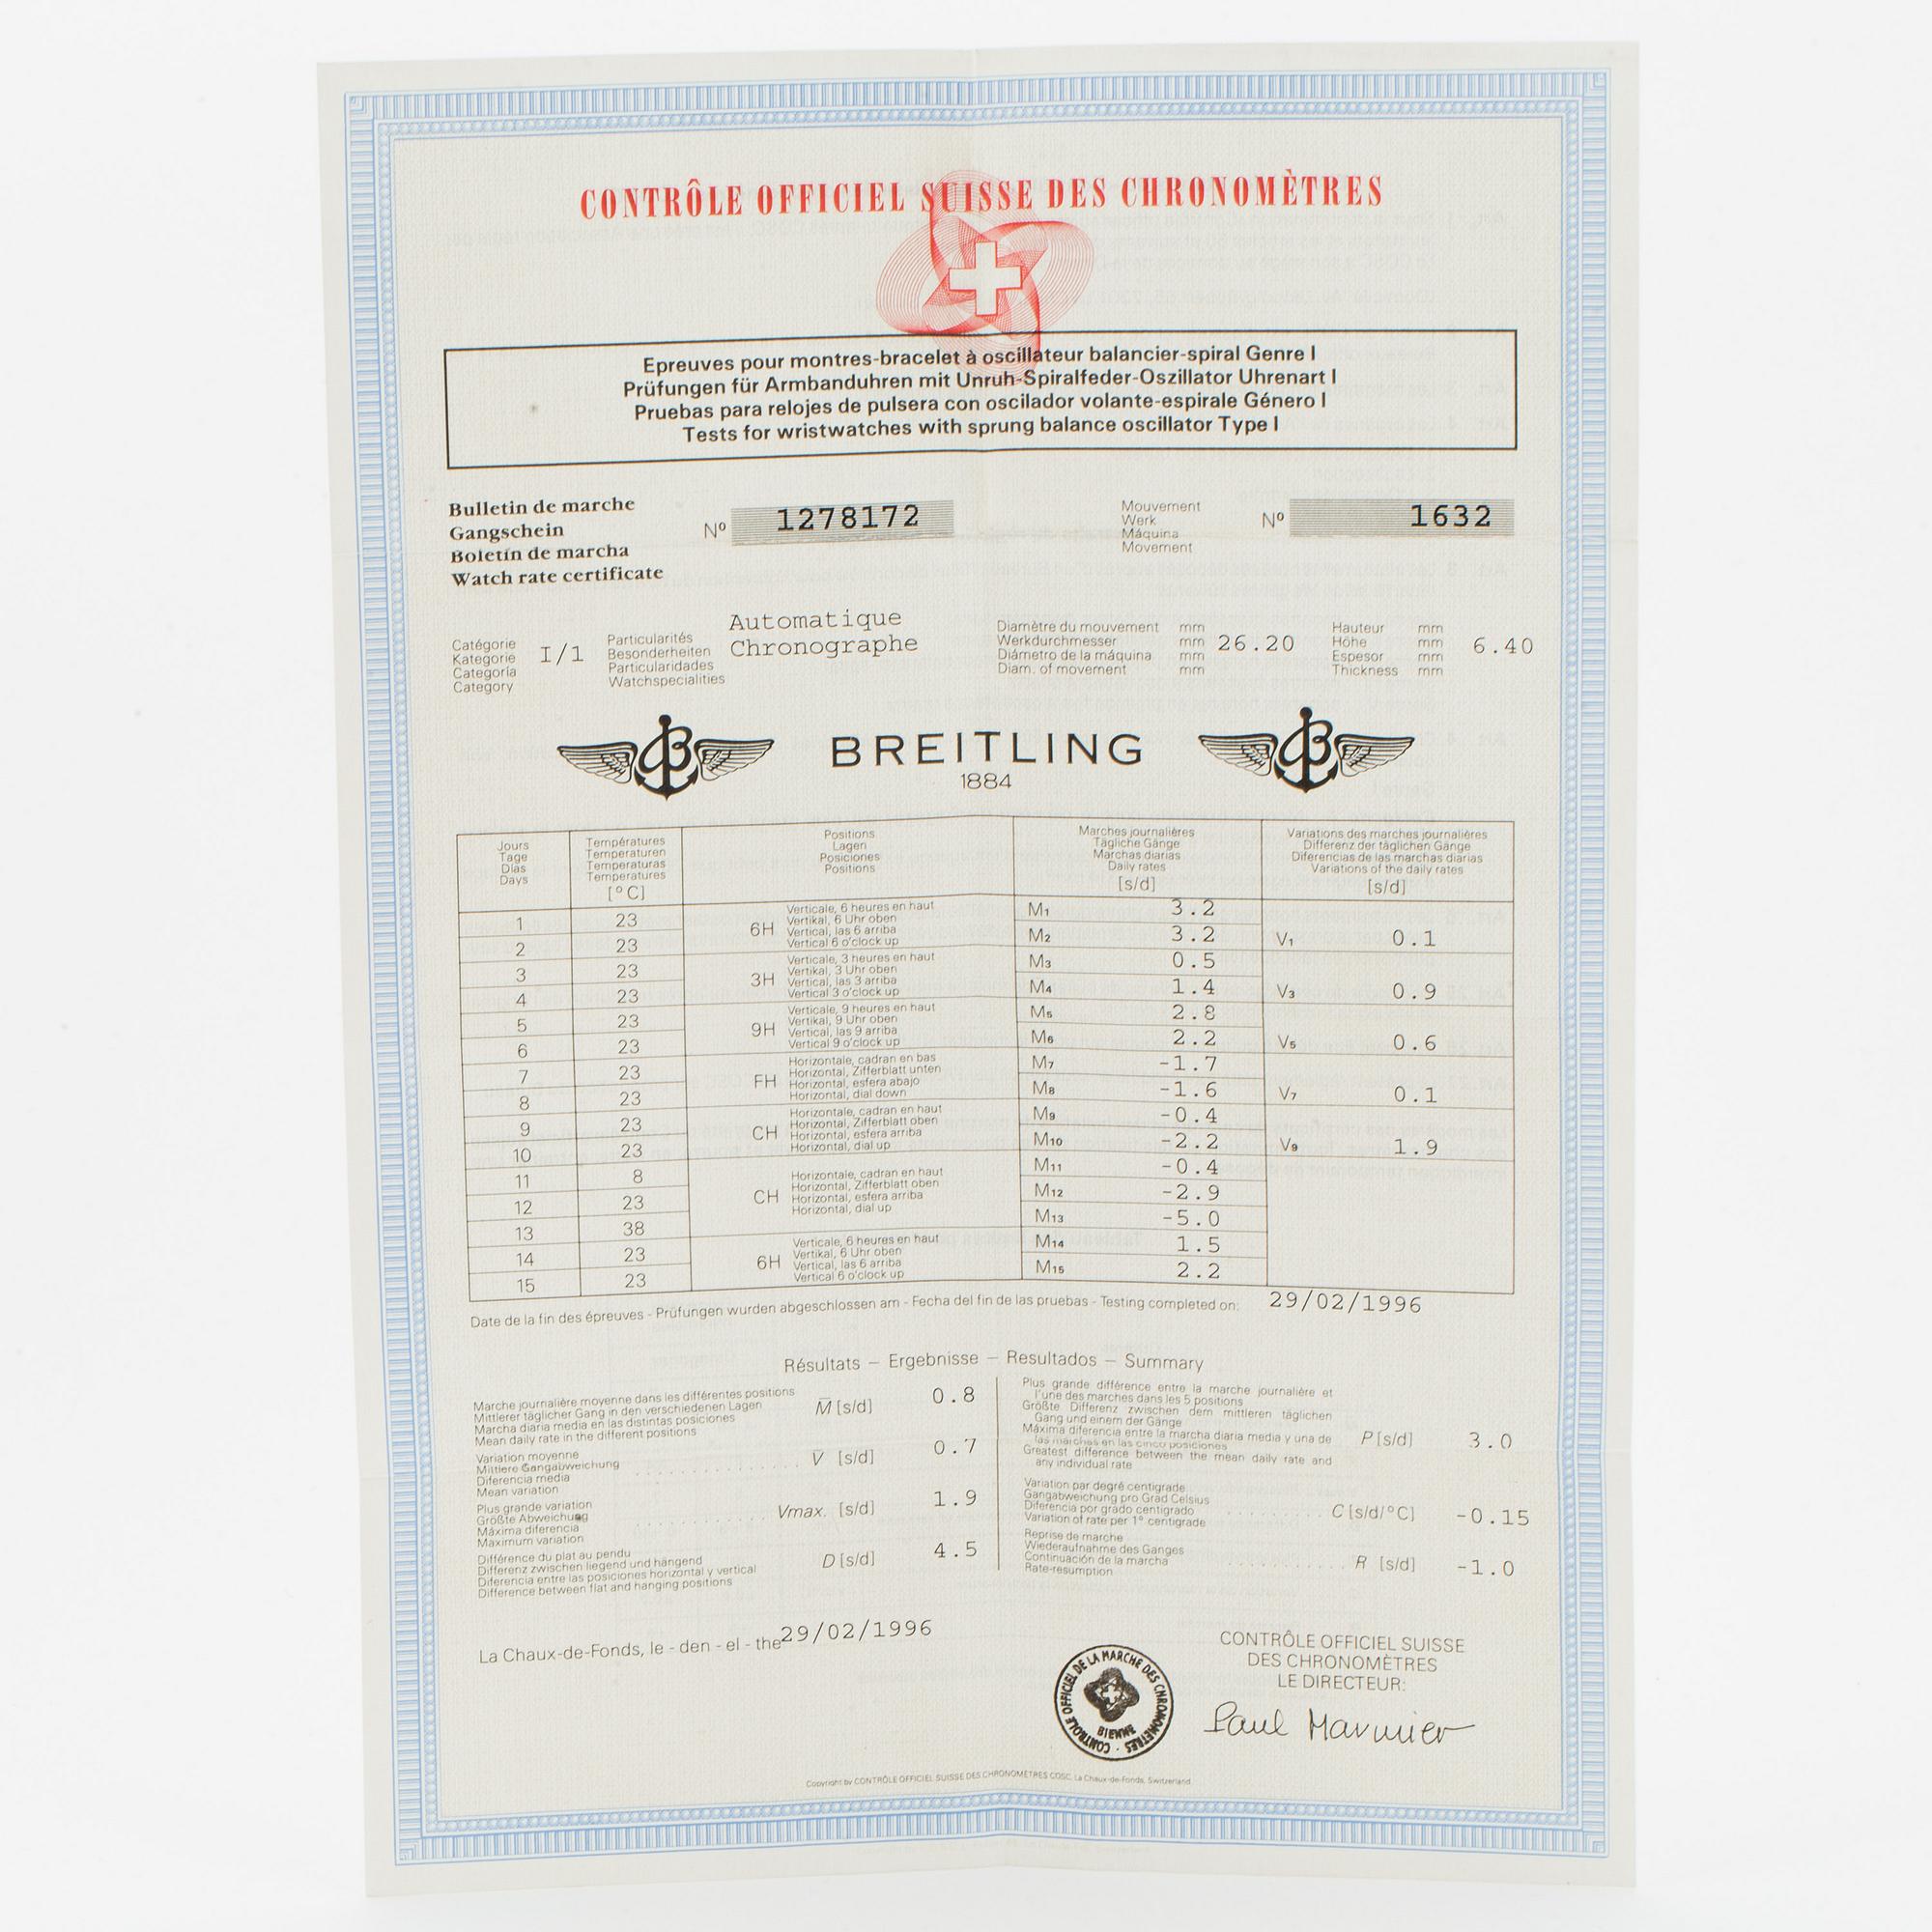 CONTRÔLE OFFICIEL SUISSE DES CHRONOMÈTRES
Epreuves pour montres-bracelet à oscillateur balancier-spiral Genre I
Prüfungen für Armbanduhren mit Unruh-Spiralfeder-Oszillator Uhrenart I
Pruebas para relojes de pulsera con oscilador volante-espirale Género I
Tests for wristwatches with sprung balance oscillator Type I
Bulletin de marche
Gangschein
Boletín de marcha
Watch rate certificate
Nº 1278172
Mouvement
Werk
Máquina
Movement
Nº 1632
Catégorie
Kategorie
Categoría
Category
I/1
Particularités
Besonderheiten
Particularidades
Watchspecialities
Automatique
Chronographe
Diamètre du mouvement mm
Werkdurchmesser mm
Diámetro de la máquina mm
Diam. of movement mm
26.20
Hauteur mm
Höhe mm
Espesor mm
Thickness mm
6.40
BREITLING
1884
Jours
Tage
Días
Days
Températures
Temperaturen
Temperaturas
Temperatures
[°C]
Positions
Lagen
Posiciones
Positions
Marches journalières
Tägliche Gänge
Marchas diarias
Daily rates
[s/d]
Variations des marches journalières
Differenz der täglichen Gänge
Diferencias de las marchas diarias
Variations of the daily rates
[s/d]
1 23 M1 3.2
2 23 M2 3.2 V1 0.1
6H
Verticale, 6 heures en haut
Vertikal, 6 Uhr oben
Vertical, las 6 arriba
Vertical 6 o'clock up
3 23 M3 0.5
4 23 M4 1.4 V3 0.9
3H
Verticale, 3 heures en haut
Vertikal, 3 Uhr oben
Vertical, las 3 arriba
Vertical 3 o'clock up
5 23 M5 2.8
6 23 M6 2.2 V5 0.6
9H
Verticale, 9 heures en haut
Vertikal, 9 Uhr oben
Vertical, las 9 arriba
Vertical 9 o'clock up
7 23 M7 -1.7
8 23 M8 -1.6 V7 0.1
FH
Horizontale, cadran en bas
Horizontal, Zifferblatt unten
Horizontal, esfera abajo
Horizontal, dial down
9 23 M9 -0.4
10 23 M10 -2.2 V9 1.9
CH
Horizontale, cadran en haut
Horizontal, Zifferblatt oben
Horizontal, esfera arriba
Horizontal, dial up
11 8 M11 -0.4
12 23 M12 -2.9
13 38 M13 -5.0
CH
Horizontale, cadran en haut
Horizontal, Zifferblatt oben
Horizontal, esfera arriba
Horizontal, dial up
14 23 M14 1.5
15 23 M15 2.2
6H
Verticale, 6 heures en haut
Vertikal, 6 Uhr oben
Vertical, las 6 arriba
Vertical 6 o'clock up
Date de la fin des épreuves - Prüfungen wurden abgeschlossen am - Fecha del fin de las pruebas - Testing completed on: 29/02/1996
Résultats – Ergebnisse – Resultados – Summary
Marche journalière moyenne dans les différentes positions
Mittlerer täglicher Gang in den verschiedenen Lagen
Marcha diaria media en las distintas posiciones
Mean daily rate in the different positions
M̅ [s/d] 0.8
Variation moyenne
Mittlere Gangabweichung
Diferencia media
Mean variation
V̅ [s/d] 0.7
Plus grande variation
Größte Abweichung
Máxima diferencia
Maximum variation
Vmax. [s/d] 1.9
Différence du plat au pendu
Differenz zwischen liegend und hängend
Diferencia entre las posiciones horizontal y vertical
Difference between flat and hanging positions
D [s/d] 4.5
Plus grande différence entre la marche journalière et
l'une des marches dans les 5 positions
Größte Differenz zwischen dem mittleren täglichen
Gang und einem der Gänge
Máxima diferencia entre la marcha diaria media y una de
las marchas en las cinco posiciones
Greatest difference between the mean daily rate and
any individual rate
P [s/d] 3.0
Variation par degré centigrade
Gangabweichung pro Grad Celsius
Diferencia por grado centigrado
Variation of rate per 1° centigrade
C [s/d/°C] -0.15
Reprise de marche
Wiederaufnahme des Ganges
Continuación de la marcha
Rate-resumption
R [s/d] -1.0
La Chaux-de-Fonds, le - den - el - the 29/02/1996
CONTRÔLE OFFICIEL DE LA MARCHE DES CHRONOMÈTRES
BIENNE
CONTRÔLE OFFICIEL SUISSE
DES CHRONOMÈTRES
LE DIRECTEUR:
Paul Marmier
Copyright by CONTRÔLE OFFICIEL SUISSE DES CHRONOMÈTRES COSC, La Chaux-de-Fonds, Switzerland